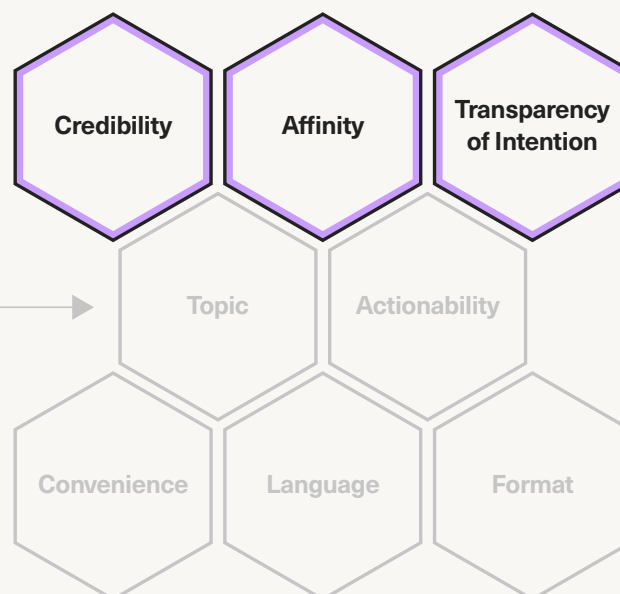 Credibility
Affinity
Transparency
of Intention
Topic
Actionability
Convenience
Language
Format